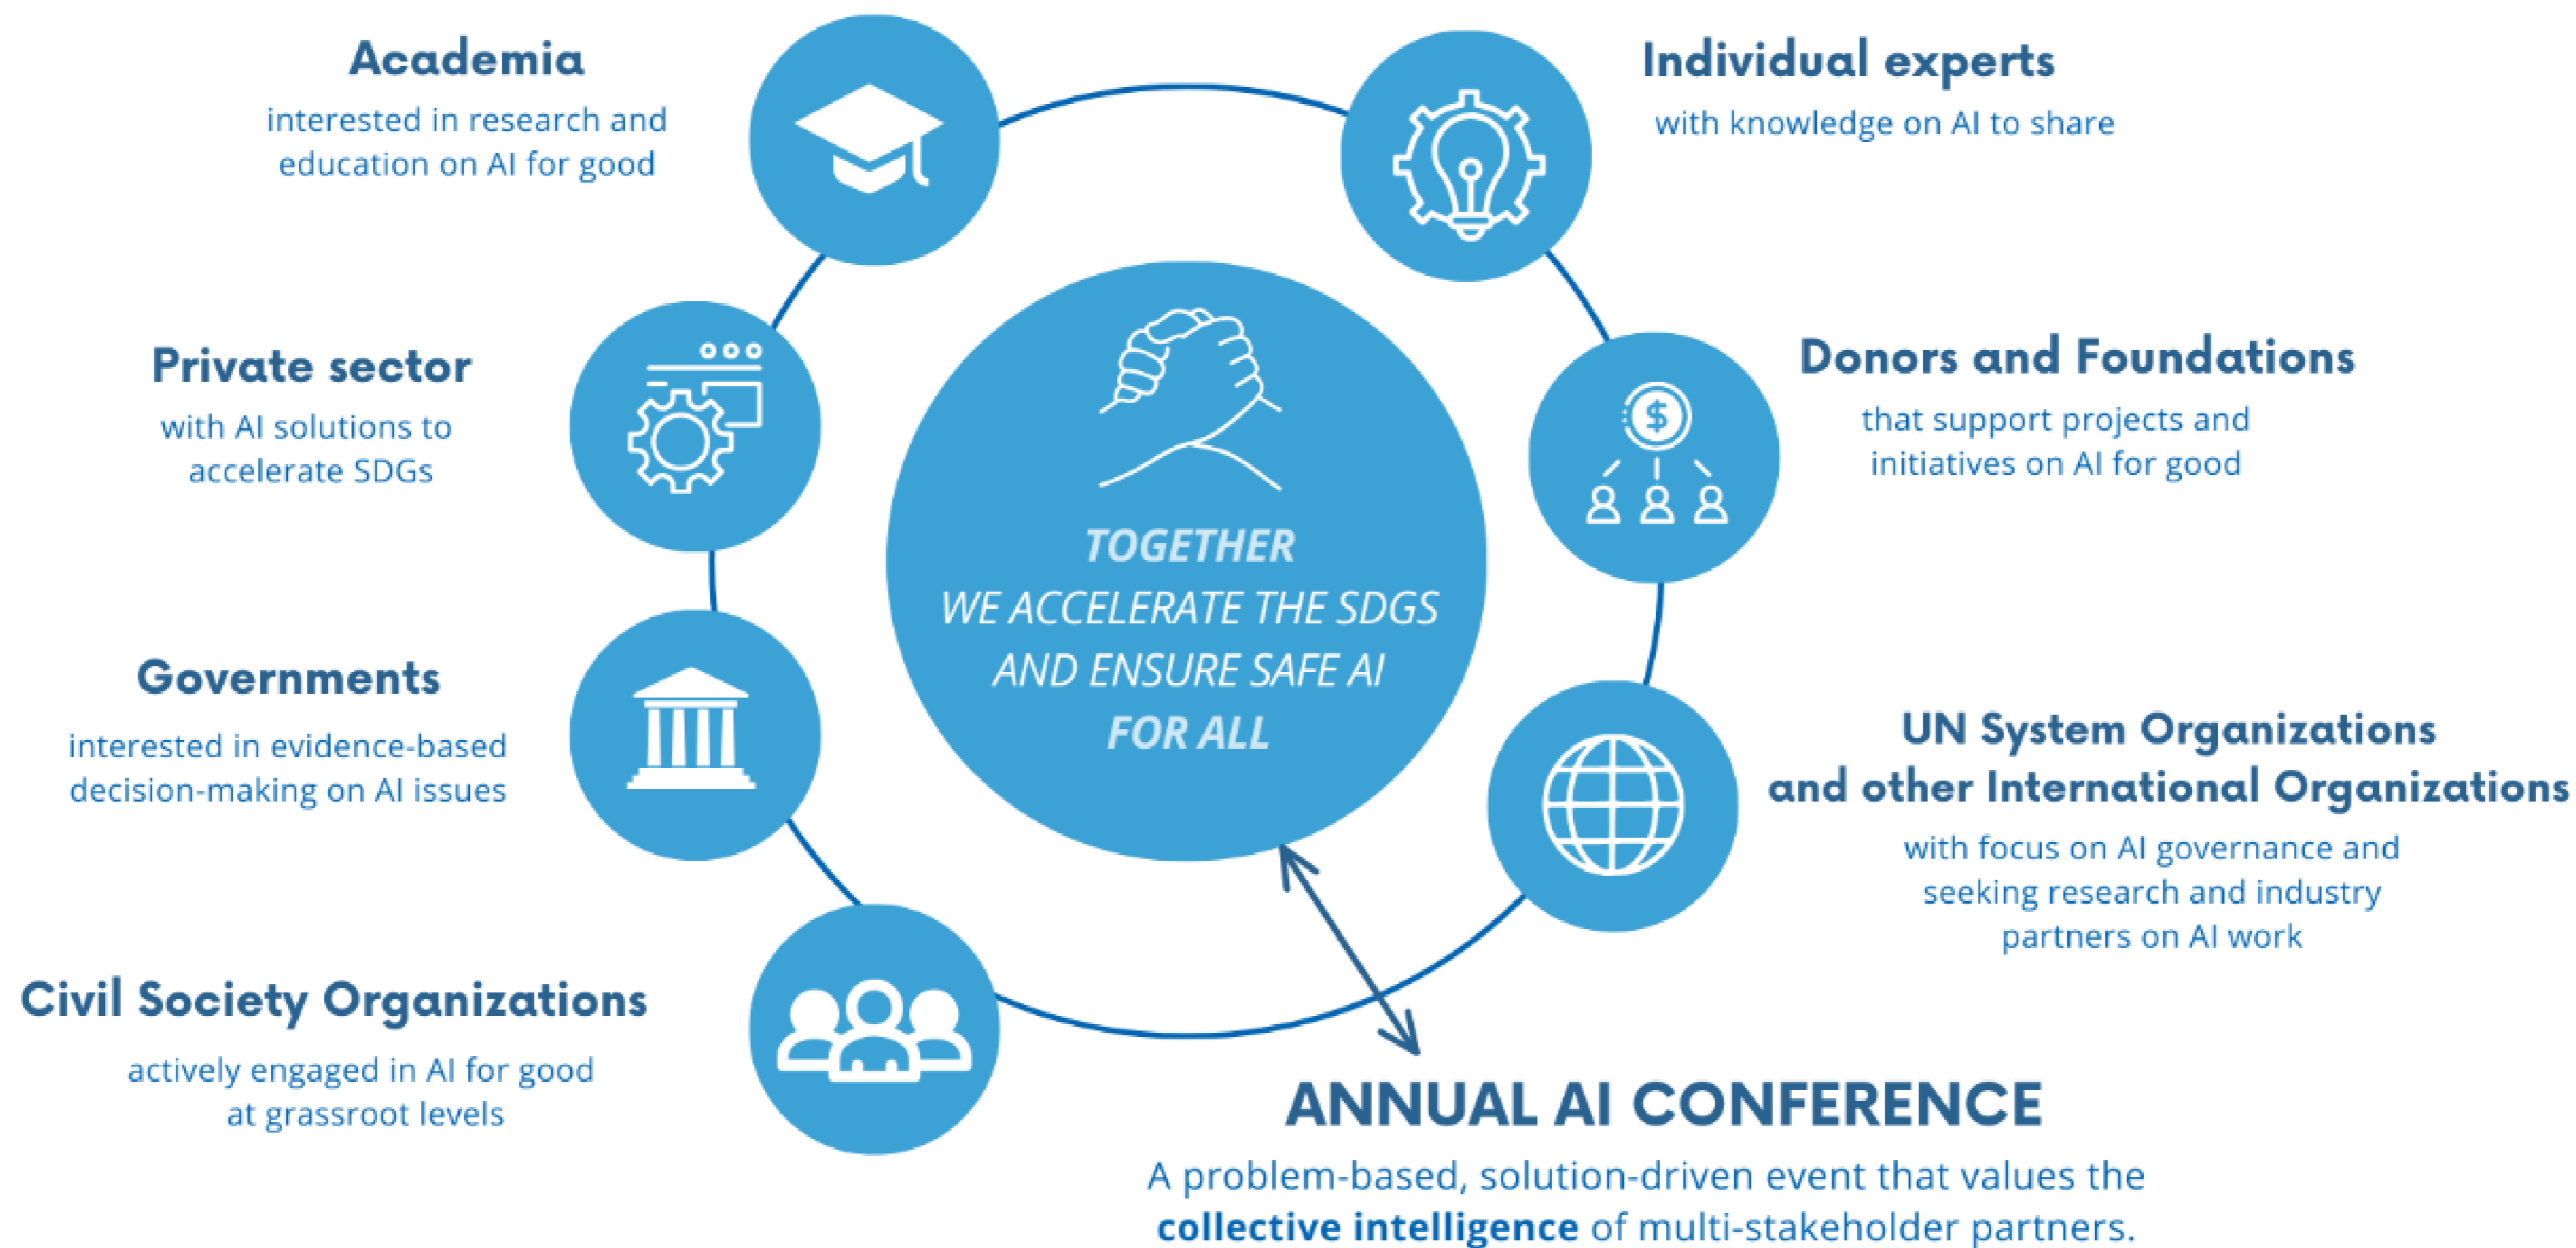 Academia
interested in research and
education on AI for good
Individual experts
with knowledge on AI to share
Private sector
with AI solutions to
accelerate SDGs
Donors and Foundations
that support projects and
initiatives on AI for good
$
TOGETHER
WE ACCELERATE THE SDGS
AND ENSURE SAFE AI
FOR ALL
Governments
interested in evidence-based
decision-making on AI issues
UN System Organizations
and other International Organizations
with focus on AI governance and
seeking research and industry
partners on AI work
Civil Society Organizations
actively engaged in AI for good
at grassroot levels
ANNUAL AI CONFERENCE
A problem-based, solution-driven event that values the
collective intelligence of multi-stakeholder partners.